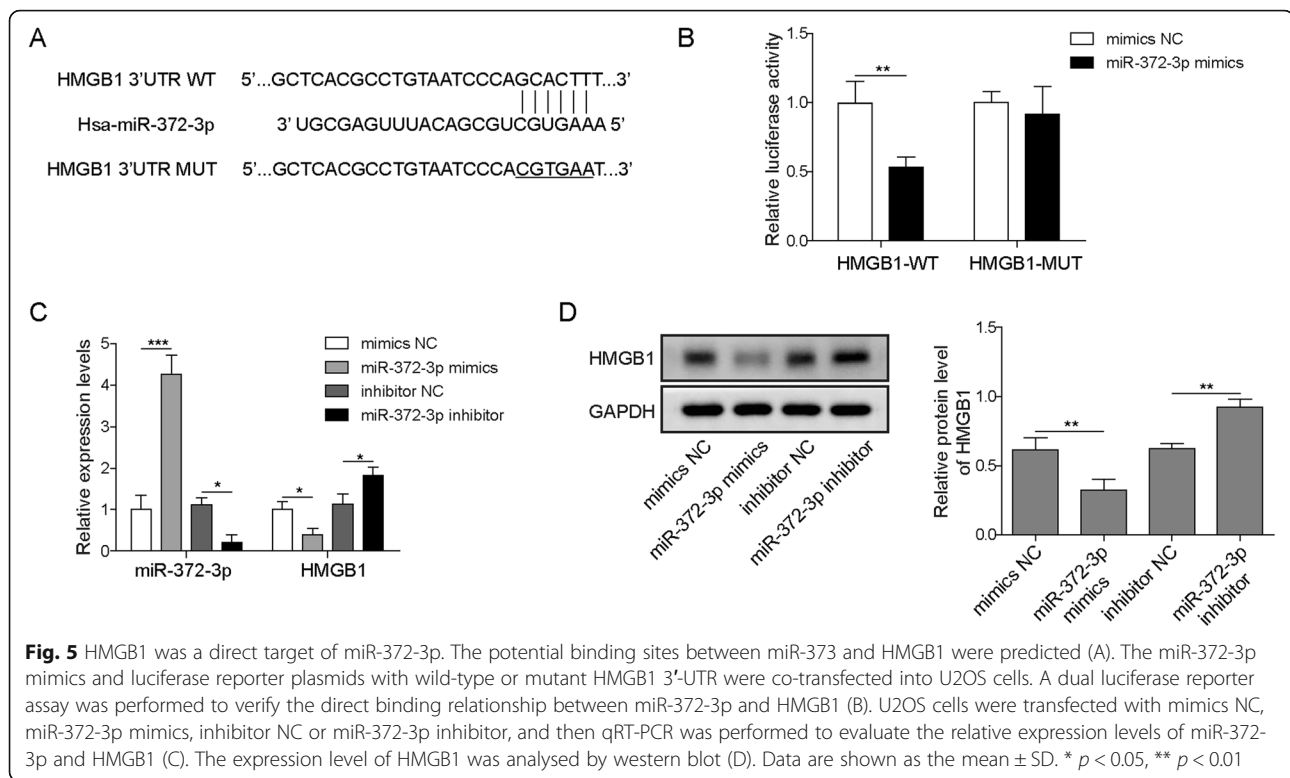 A
HMGB1 3'UTR WT 5'...GCTCACGCCTGTAATCCCAGCACTTT...3'
Hsa-miR-372-3p 3' UGCGAGUUUACAGCGUCGUGAAA 5'
HMGB1 3'UTR MUT 5'...GCTCACGCCTGTAATCCCACGTGAAT...3'
B
mimics NC
miR-372-3p mimics
Relative luciferase activity
1.5
1.0
0.5
0.0
**
HMGB1-WT HMGB1-MUT
C
mimics NC
miR-372-3p mimics
inhibitor NC
miR-372-3p inhibitor
Relative expression levels
5
4
3
2
1
0
***
*
*
*
miR-372-3p HMGB1
D
HMGB1
GAPDH
mimics NC
miR-372-3p mimics
inhibitor NC
miR-372-3p inhibitor
Relative protein level
of HMGB1
1.5
1.0
0.5
0.0
**
**
mimics NC
miR-372-3p
mimics
inhibitor NC
miR-372-3p
inhibitor
Fig. 5 HMGB1 was a direct target of miR-372-3p. The potential binding sites between miR-373 and HMGB1 were predicted (A). The miR-372-3p
mimics and luciferase reporter plasmids with wild-type or mutant HMGB1 3′-UTR were co-transfected into U2OS cells. A dual luciferase reporter
assay was performed to verify the direct binding relationship between miR-372-3p and HMGB1 (B). U2OS cells were transfected with mimics NC,
miR-372-3p mimics, inhibitor NC or miR-372-3p inhibitor, and then qRT-PCR was performed to evaluate the relative expression levels of miR-372-
3p and HMGB1 (C). The expression level of HMGB1 was analysed by western blot (D). Data are shown as the mean ± SD. * p < 0.05, ** p < 0.01